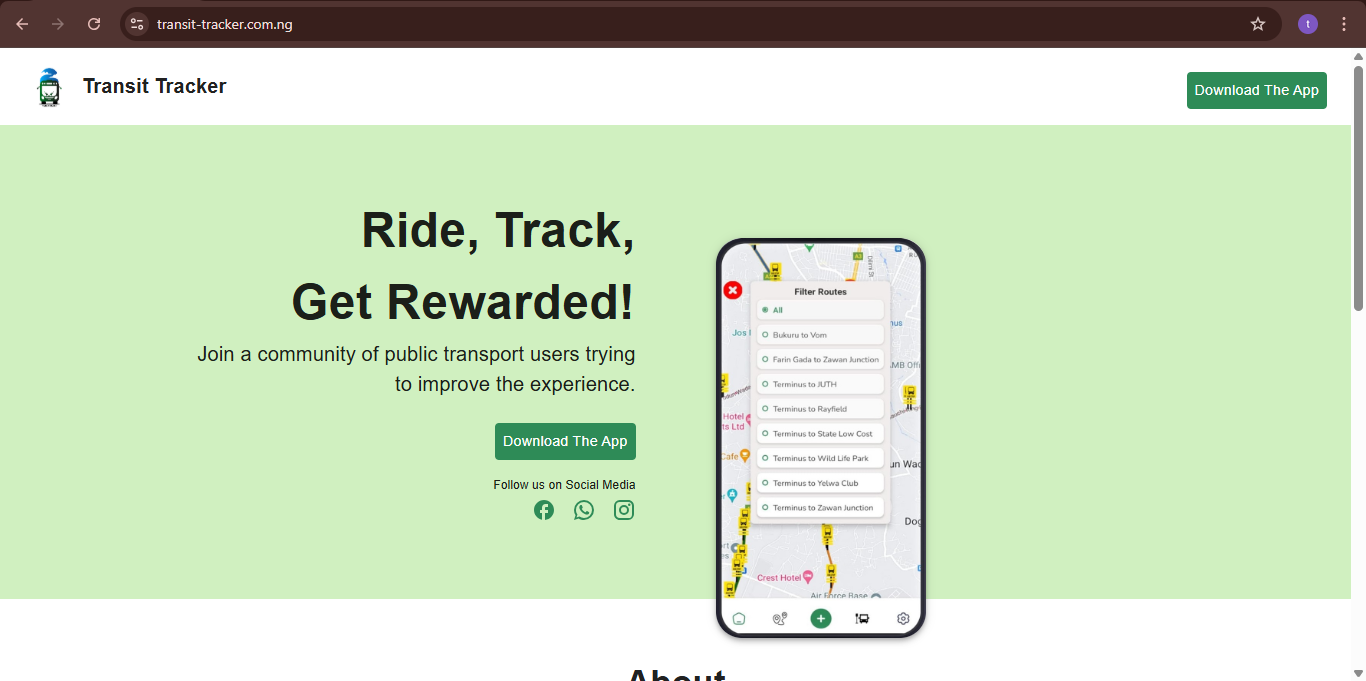 transit-tracker.com.ng
t
Transit Tracker
Download The App
Ride, Track,
Get Rewarded!
Join a community of public transport users trying
to improve the experience.
Download The App
Follow us on Social Media
Filter Routes
All
Bukuru to Vom
Farin Gada to Zawan Junction
Terminus to JUTH
Terminus to Rayfield
Terminus to State Low Cost
Terminus to Wild Life Park
Terminus to Yelwa Club
Terminus to Zawan Junction
A3
Jos
Hotel
ts Ltd
Cafe
Crest Hotel
Air Force Base
About